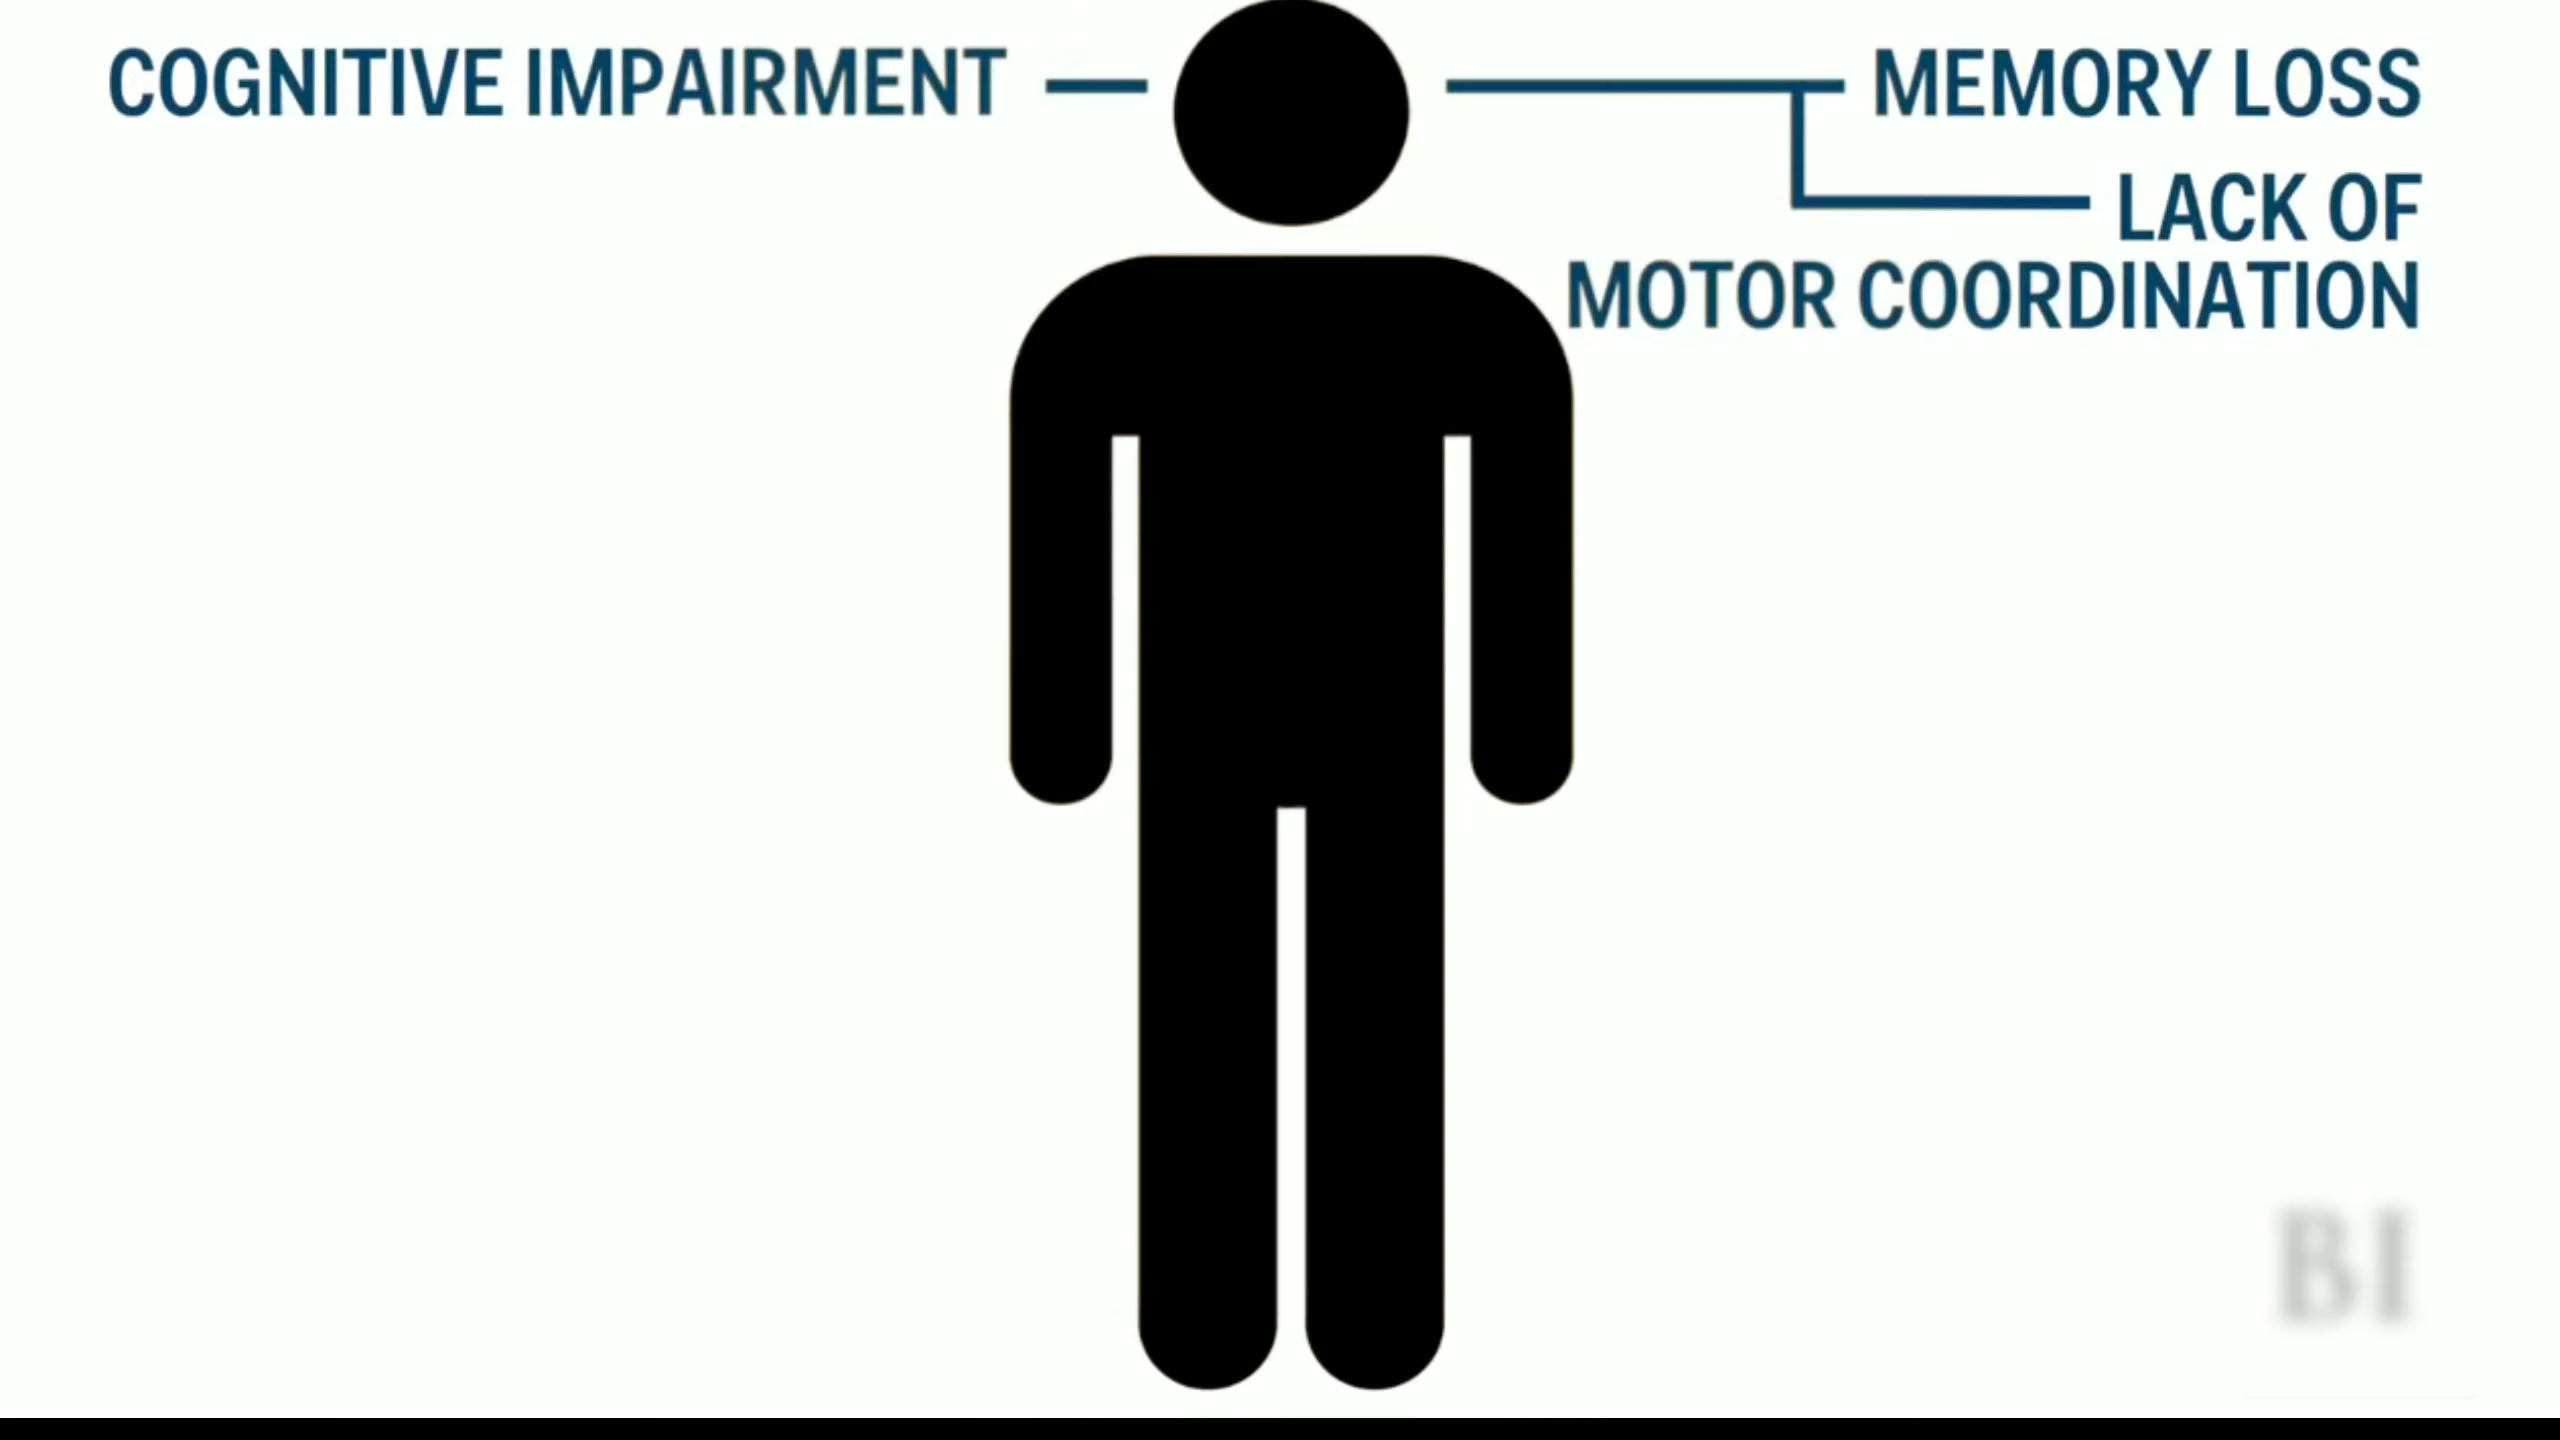 COGNITIVE IMPAIRMENT
MEMORY LOSS
LACK OF
MOTOR COORDINATION
BI